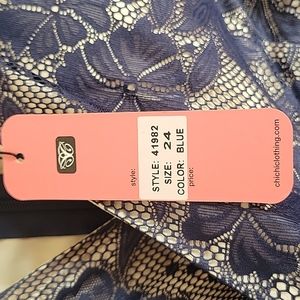 style:
STYLE: 41982
SIZE: 24
COLOR: BLUE
price:
chichiclothing.com